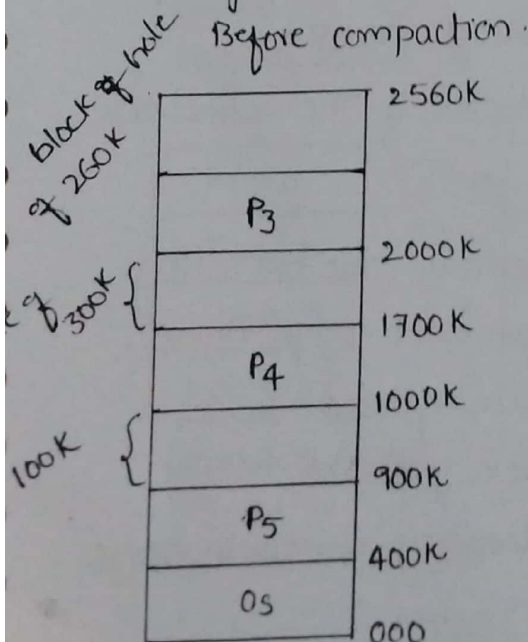 Before compaction.
block of hole
of 260K
2560K
P3
2000K
of 300K
1700K
P4
1000K
100K
900K
P5
400K
OS
000